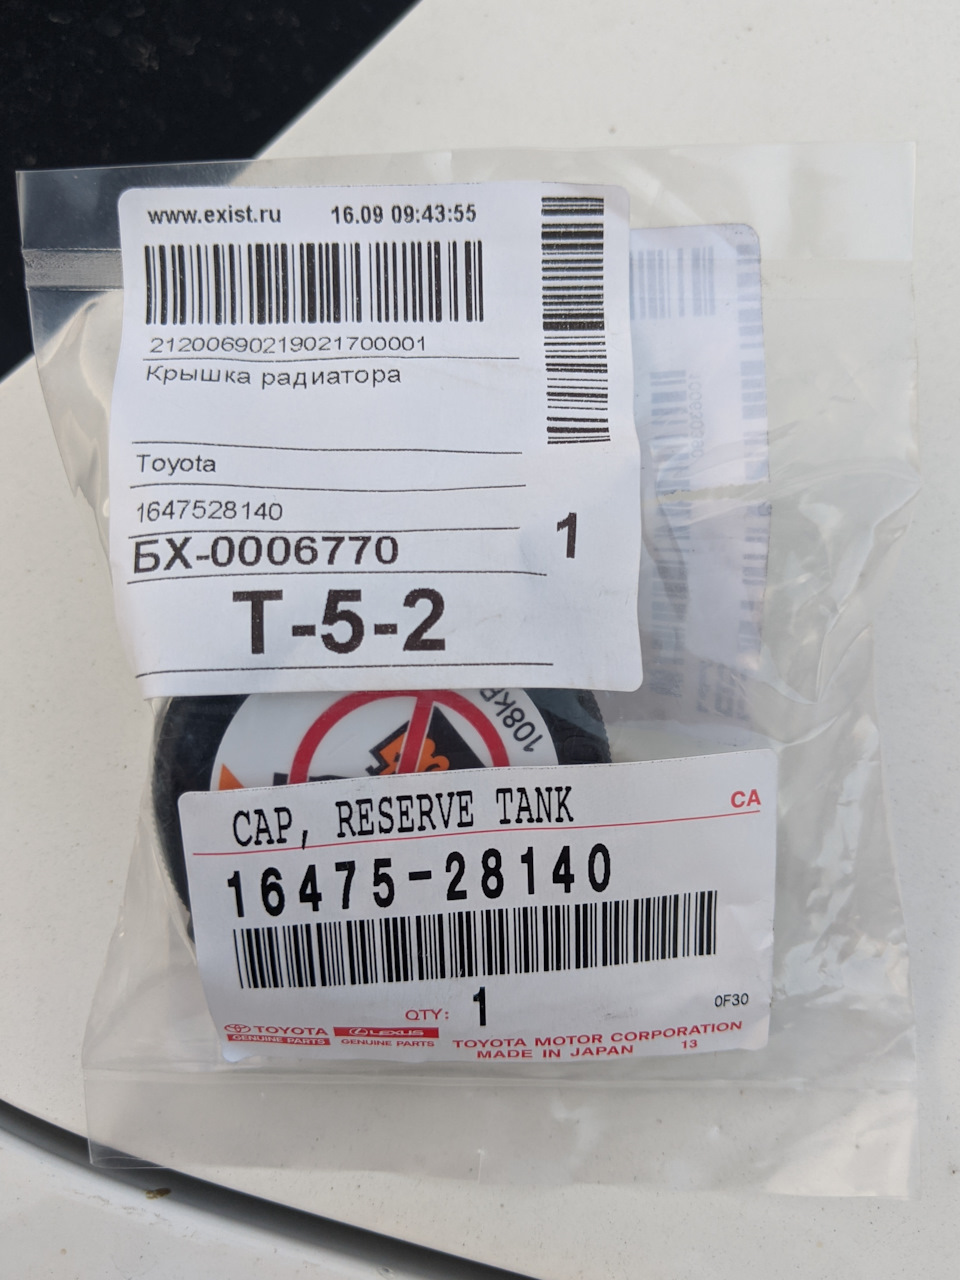 www.exist.ru 16.09 09:43:55
21200690219021700001
Крышка радиатора
Toyota
1647528140
БХ-0006770
1
Т-5-2
108kP
CAP, RESERVE TANK
CA
16475-28140
QTY: 1
0F30
TOYOTA
GENUINE PARTS
LEXUS
GENUINE PARTS
TOYOTA MOTOR CORPORATION
MADE IN JAPAN 13